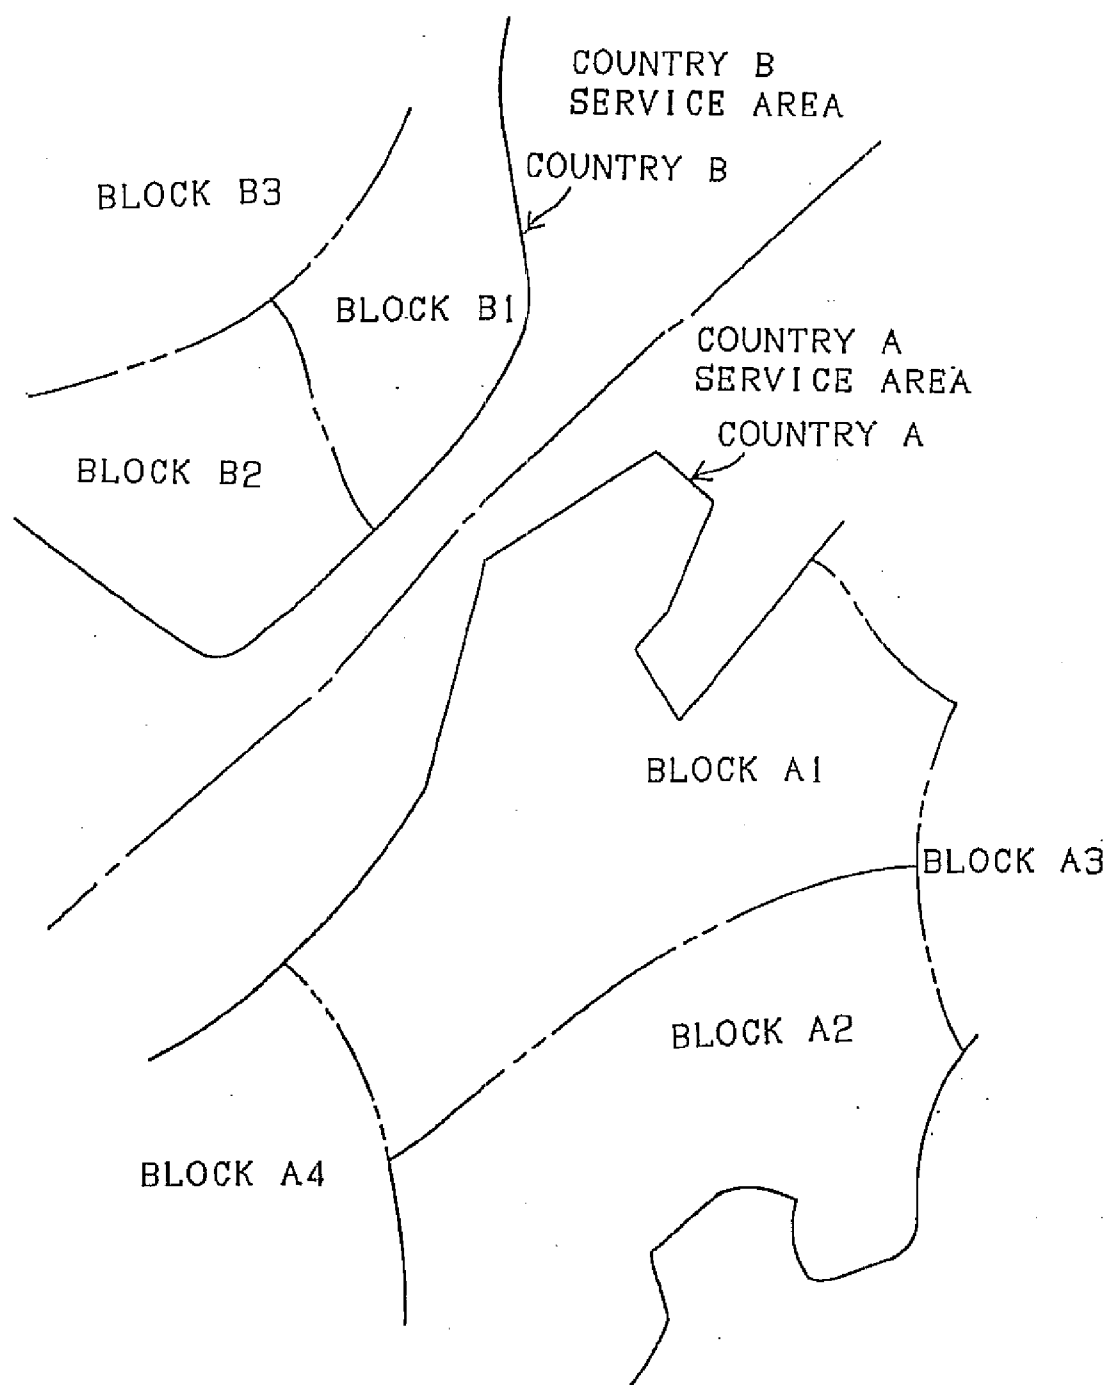 COUNTRY B
SERVICE AREA
COUNTRY B
BLOCK B3
BLOCK B1
COUNTRY A
SERVICE AREA
COUNTRY A
BLOCK B2
BLOCK A1
BLOCK A3
BLOCK A2
BLOCK A4